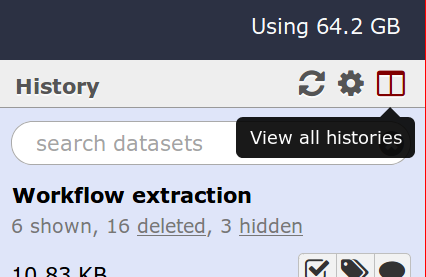 Using 64.2 GB
History
search datasets
View all histories
Workflow extraction
6 shown, 16 deleted, 3 hidden
10.83 KB